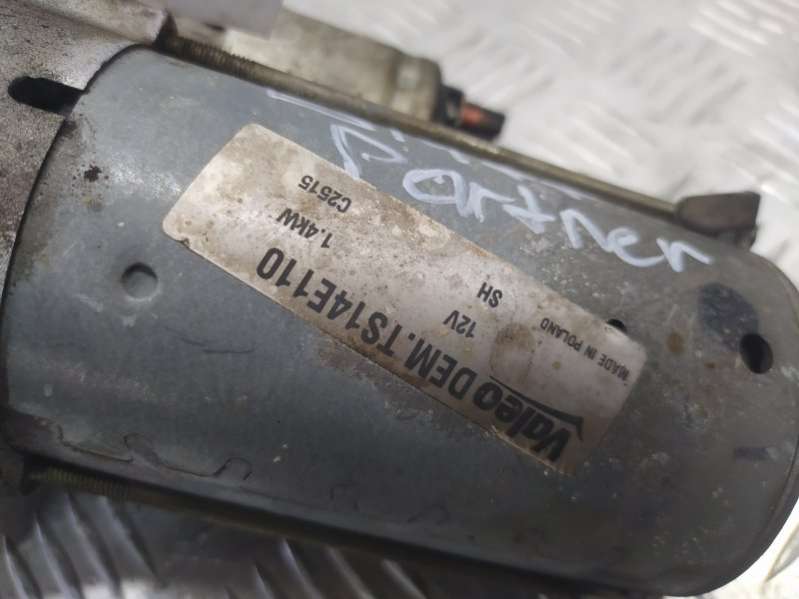 Partner
Valeo DEM.TS14E110
12V 1.4KW
SH C2515
MADE IN POLAND